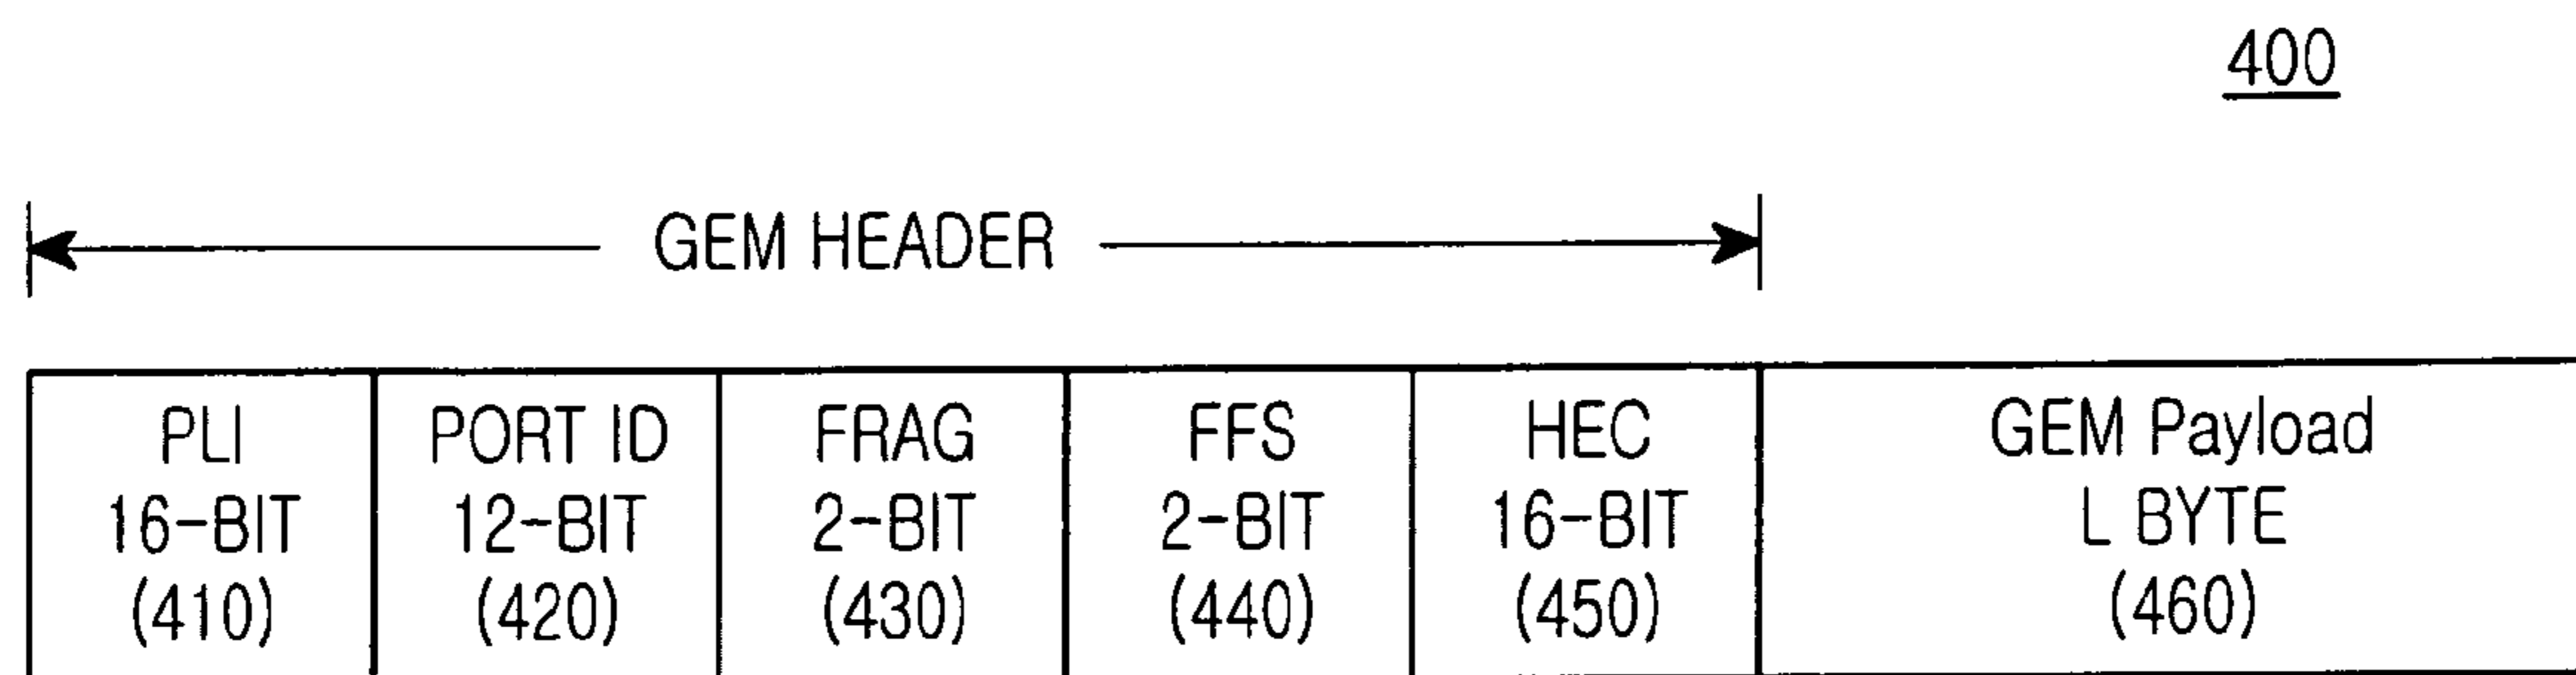 400
GEM HEADER
PLI
16-BIT
(410)
PORT ID
12-BIT
(420)
FRAG
2-BIT
(430)
FFS
2-BIT
(440)
HEC
16-BIT
(450)
GEM Payload
L BYTE
(460)